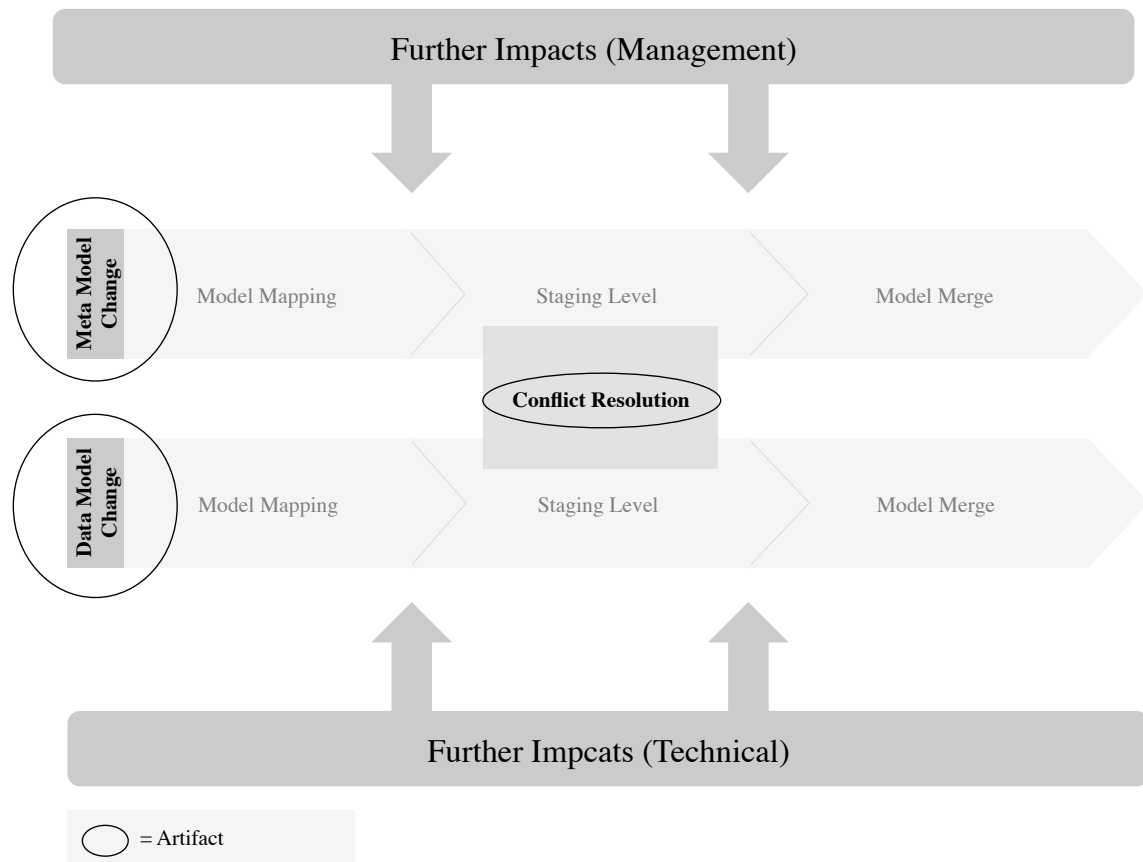 Further Impacts (Management)
Meta Model
Change
Model Mapping
Staging Level
Model Merge
Conflict Resolution
Data Model
Change
Model Mapping
Staging Level
Model Merge
Further Impcats (Technical)
= Artifact